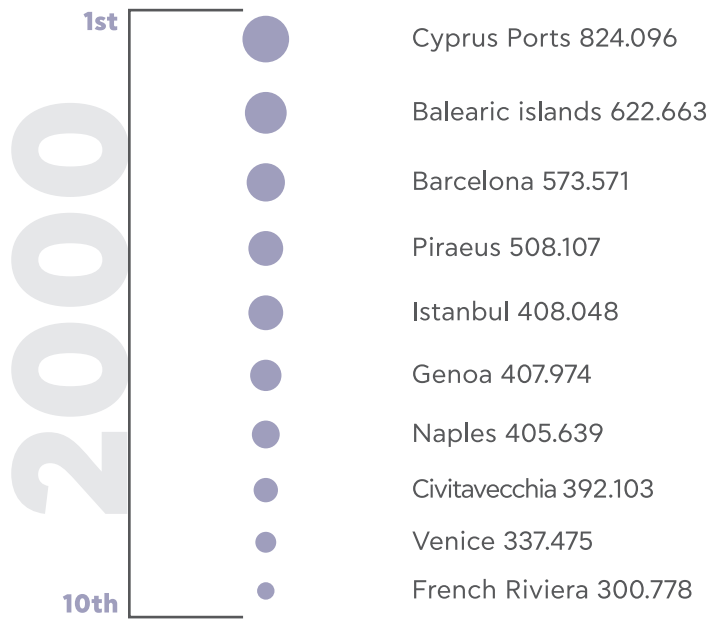 2000
1st
Cyprus Ports 824.096
Balearic islands 622.663
Barcelona 573.571
Piraeus 508.107
Istanbul 408.048
Genoa 407.974
Naples 405.639
Civitavecchia 392.103
Venice 337.475
French Riviera 300.778
10th